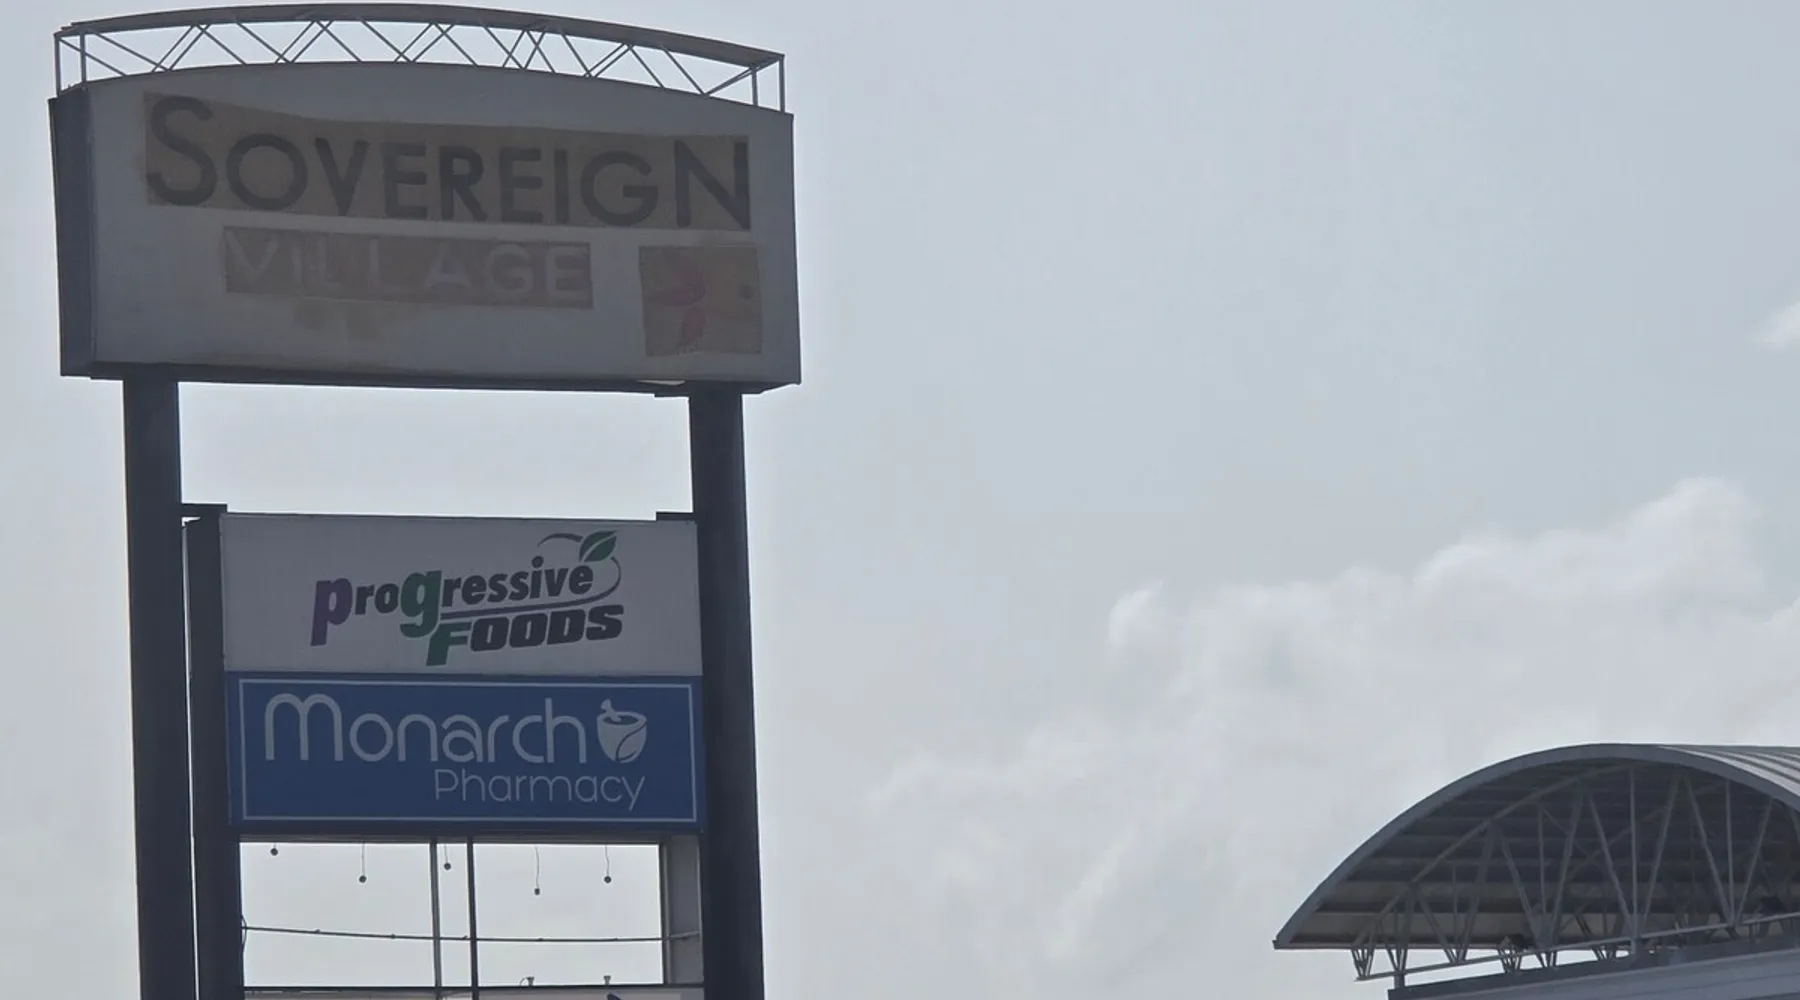 SOVEREIGN
VILLAGE
progressive
FOODS
Monarch
Pharmacy